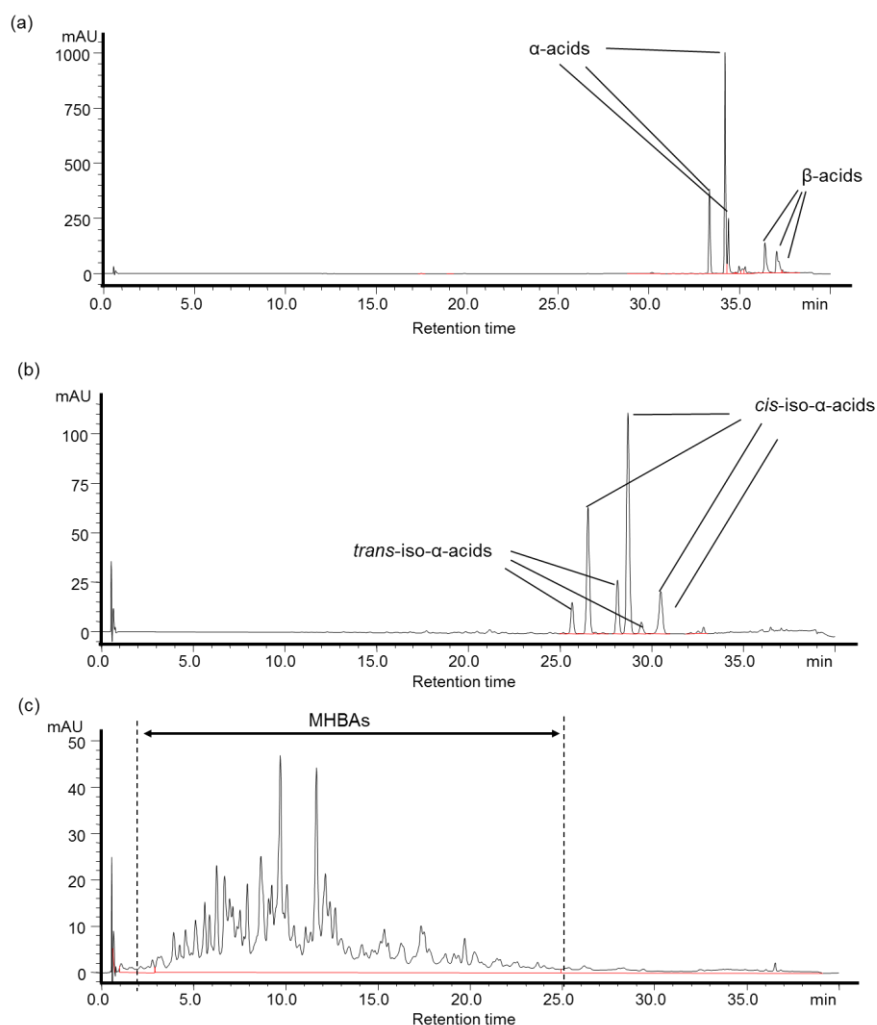 (a)
mAU
1000
750
500
250
0
α-acids
β-acids
0.0 5.0 10.0 15.0 20.0 25.0 30.0 35.0 min
Retention time
(b)
mAU
100
75
50
25
0
cis-iso-α-acids
trans-iso-α-acids
0.0 5.0 10.0 15.0 20.0 25.0 30.0 35.0 min
Retention time
(c)
mAU
MHBAs
50
40
30
20
10
0
0.0 5.0 10.0 15.0 20.0 25.0 30.0 35.0 min
Retention time